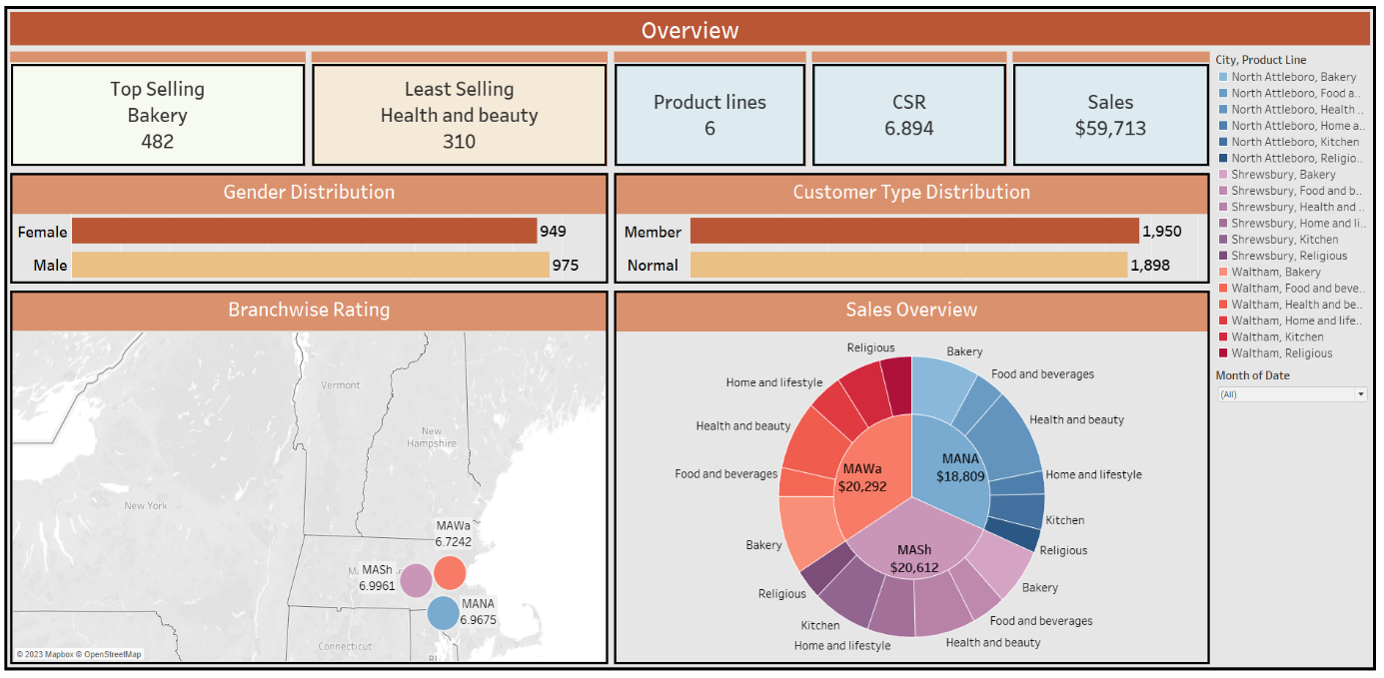 Overview
Top Selling
Bakery
482
Least Selling
Health and beauty
310
Product lines
6
CSR
6.894
Sales
$59,713
Gender Distribution
Female 949
Male 975
Customer Type Distribution
Member 1,950
Normal 1,898
Branchwise Rating
Vermont
New
Hampshire
New York
MAWa
6.7242
MASh
6.9961
MANA
6.9675
Connecticut
RI
© 2023 Mapbox © OpenStreetMap
Sales Overview
Religious
Bakery
Home and lifestyle
Food and beverages
Health and beauty
Health and beauty
MAWa
$20,292
MANA
$18,809
Food and beverages
Home and lifestyle
Kitchen
Bakery
Religious
MASh
$20,612
Religious
Bakery
Kitchen
Food and beverages
Home and lifestyle
Health and beauty
City, Product Line
North Attleboro, Bakery
North Attleboro, Food a..
North Attleboro, Health ..
North Attleboro, Home a..
North Attleboro, Kitchen
North Attleboro, Religio..
Shrewsbury, Bakery
Shrewsbury, Food and b..
Shrewsbury, Health and ..
Shrewsbury, Home and li..
Shrewsbury, Kitchen
Shrewsbury, Religious
Waltham, Bakery
Waltham, Food and beve..
Waltham, Health and be..
Waltham, Home and life..
Waltham, Kitchen
Waltham, Religious
Month of Date
(All)